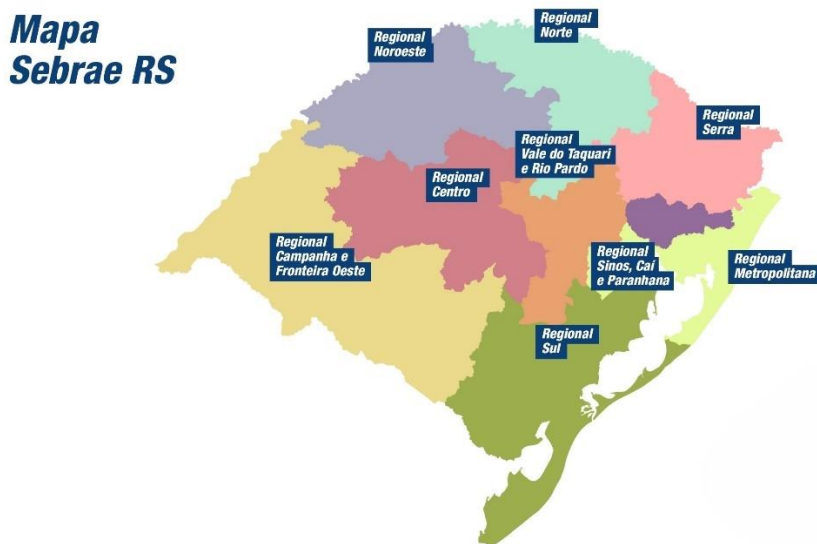 Mapa
Sebrae RS
Regional
Norte
Regional
Noroeste
Regional
Serra
Regional
Vale do Taquari
e Rio Pardo
Regional
Centro
Regional
Campanha e
Fronteira Oeste
Regional
Sinos, Caí
e Paranhana
Regional
Metropolitana
Regional
Sul